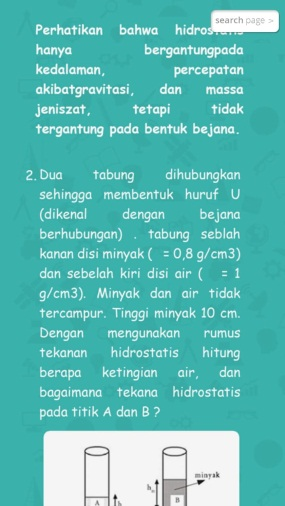 search page >
Perhatikan bahwa hidrostatis
hanya bergantungpada
kedalaman, percepatan
akibatgravitasi, dan massa
jeniszat, tetapi tidak
tergantung pada bentuk bejana.
2. Dua tabung dihubungkan
sehingga membentuk huruf U
(dikenal dengan bejana
berhubungan) . tabung seblah
kanan disi minyak ( = 0,8 g/cm3)
dan sebelah kiri disi air ( = 1
g/cm3). Minyak dan air tidak
tercampur. Tinggi minyak 10 cm.
Dengan mengunakan rumus
tekanan hidrostatis hitung
berapa ketingian air, dan
bagaimana tekana hidrostatis
pada titik A dan B ?
minyak
A
B